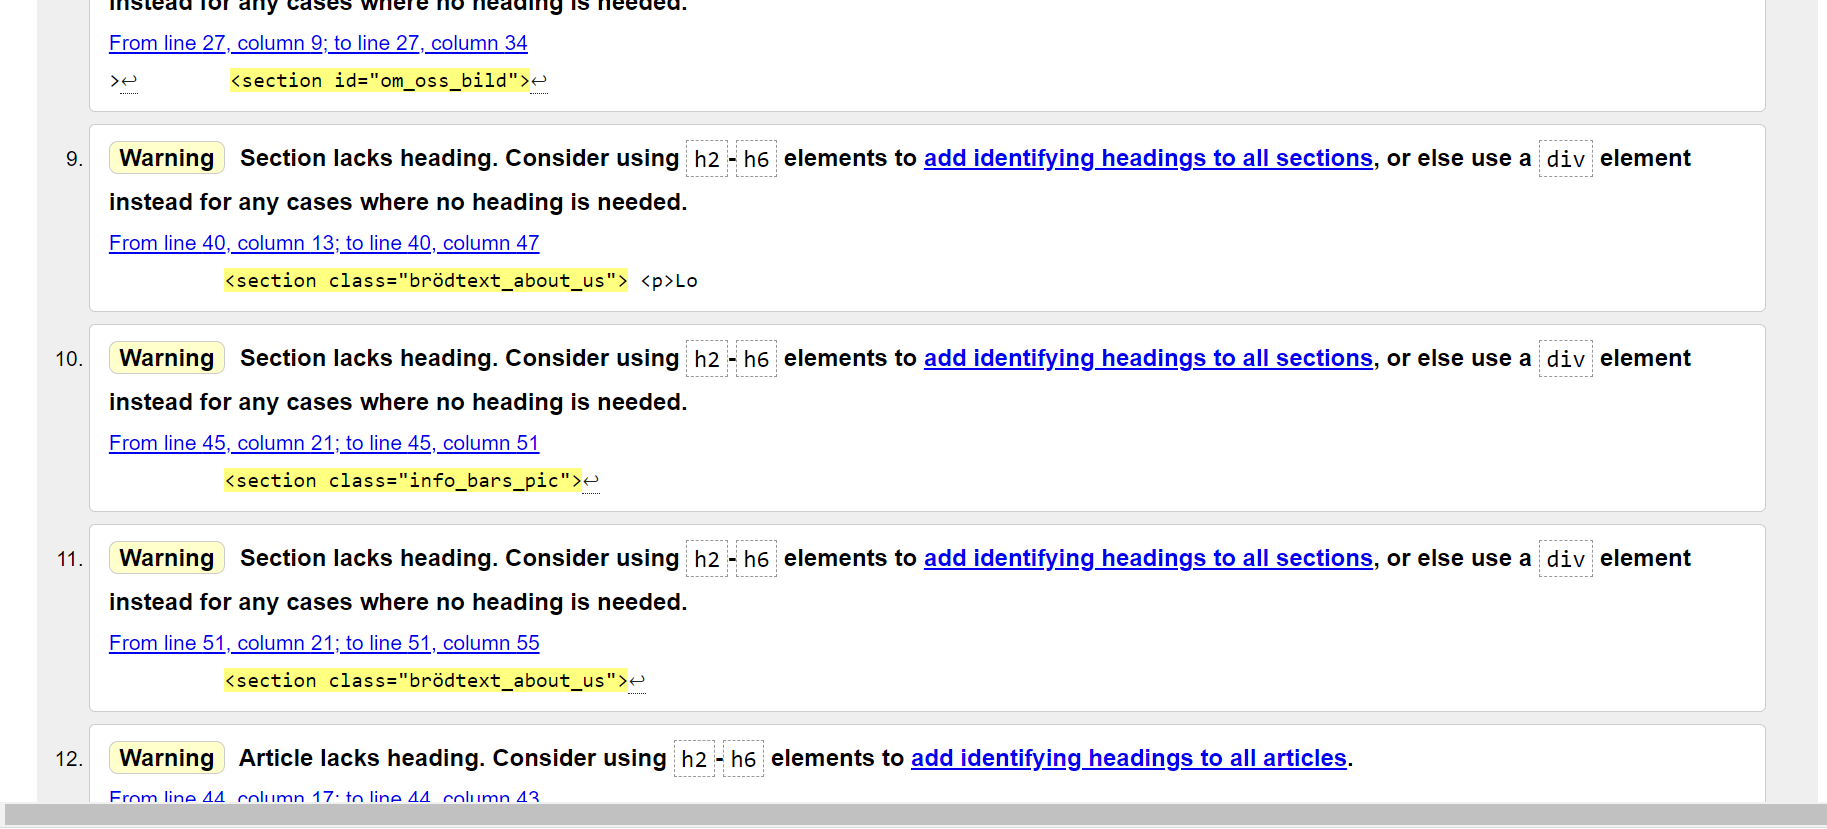 instead for any cases where no heading is needed.
From line 27, column 9; to line 27, column 34
>↩ <section id="om_oss_bild">↩
9. Warning Section lacks heading. Consider using h2-h6 elements to add identifying headings to all sections, or else use a div element
instead for any cases where no heading is needed.
From line 40, column 13; to line 40, column 47
<section class="brödtext_about_us"> <p>Lo
10. Warning Section lacks heading. Consider using h2-h6 elements to add identifying headings to all sections, or else use a div element
instead for any cases where no heading is needed.
From line 45, column 21; to line 45, column 51
<section class="info_bars_pic">↩
11. Warning Section lacks heading. Consider using h2-h6 elements to add identifying headings to all sections, or else use a div element
instead for any cases where no heading is needed.
From line 51, column 21; to line 51, column 55
<section class="brödtext_about_us">↩
12. Warning Article lacks heading. Consider using h2-h6 elements to add identifying headings to all articles.
From line 44, column 17; to line 44, column 43